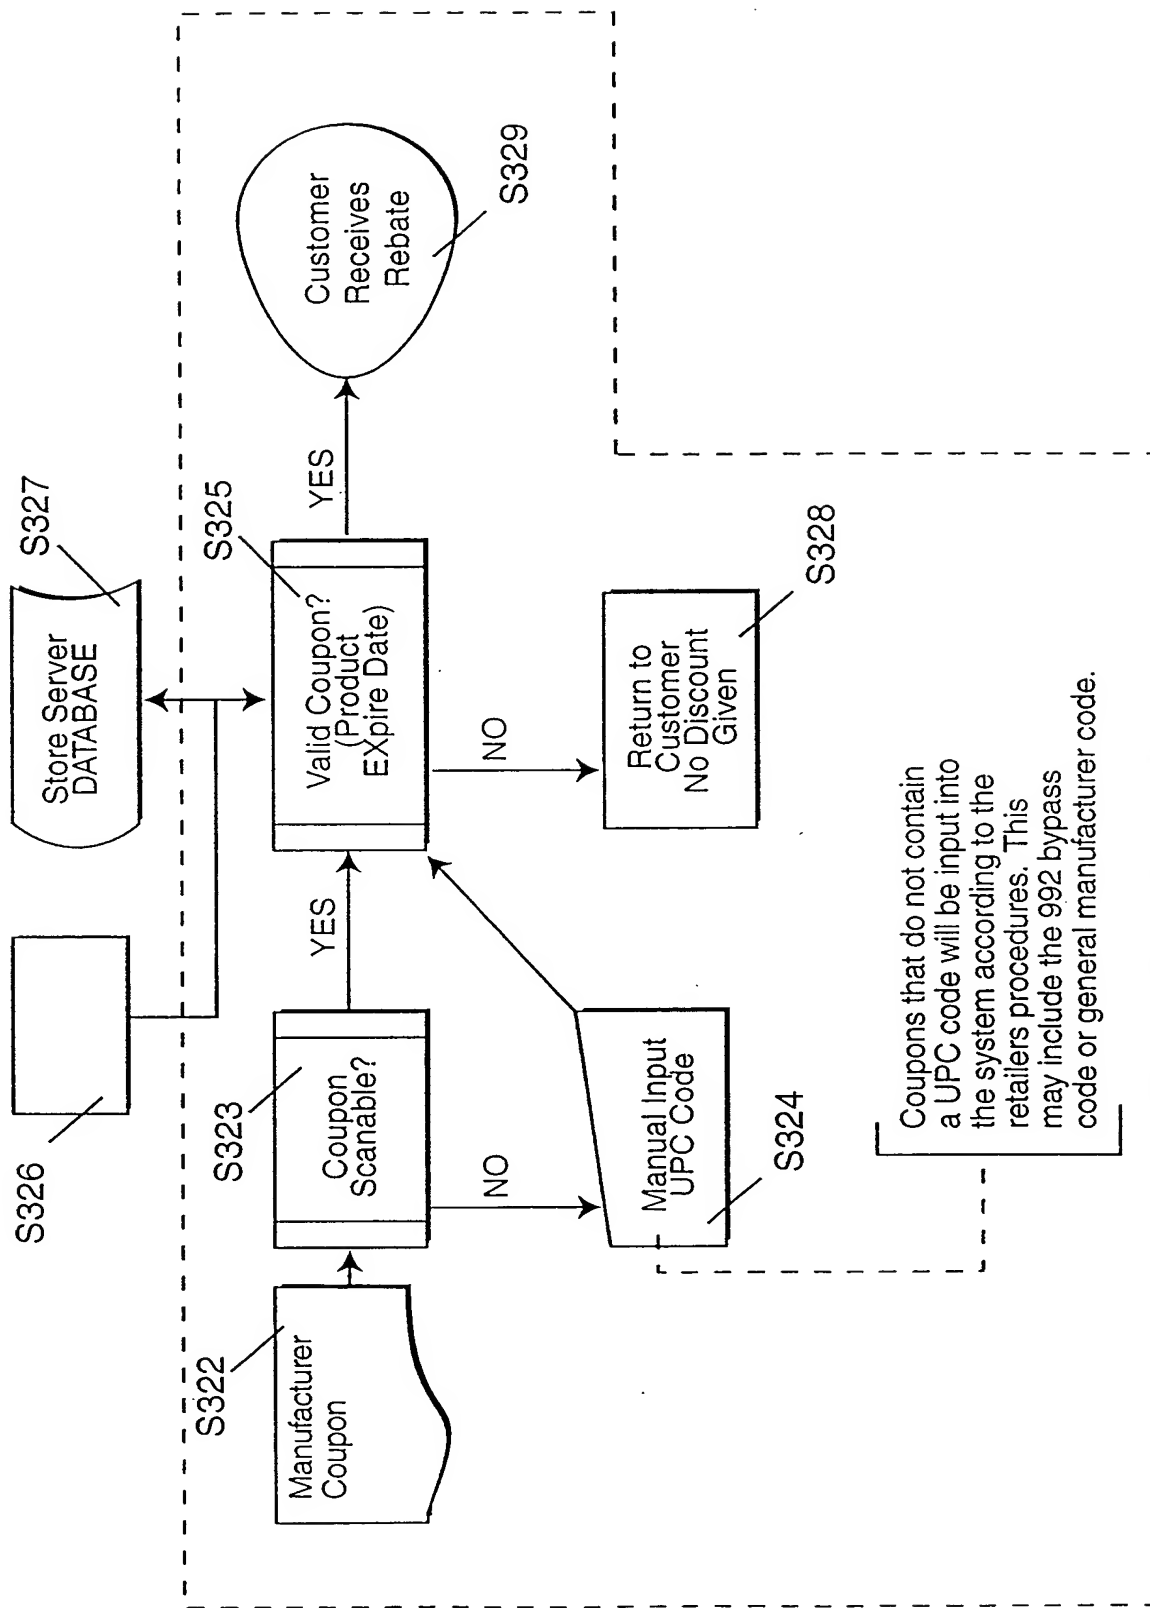 S326
S327
Store Server
DATABASE
S322
Manufacturer
Coupon
S323
Coupon
Scanable?
YES
NO
S325
Valid Coupon?
(Product
EXpire Date)
YES
NO
Customer
Receives
Rebate
S329
Manual Input
UPC Code
S324
Return to
Customer
No Discount
Given
S328
Coupons that do not contain
a UPC code will be input into
the system according to the
retailers procedures. This
may include the 992 bypass
code or general manufacturer code.